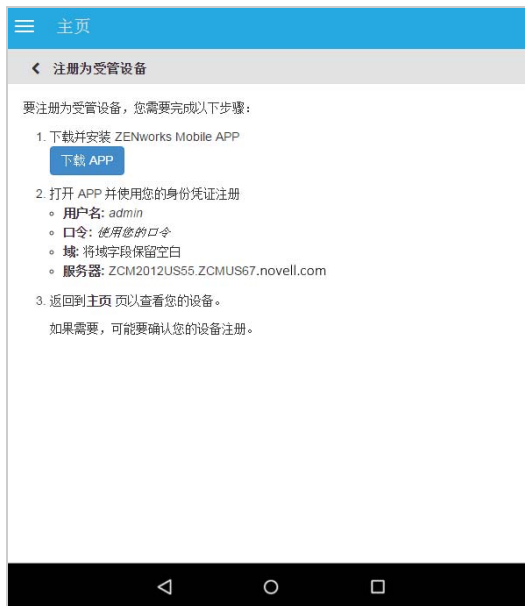 主页
注册为受管设备
要注册为受管设备，您需要完成以下步骤：
1. 下载并安装 ZENworks Mobile APP
下载 APP
2. 打开 APP 并使用您的身份凭证注册
用户名: admin
口令: 使用您的口令
域: 将域字段保留空白
服务器: ZCM2012US55.ZCMUS67.novell.com
3. 返回到主页 页以查看您的设备。
如果需要，可能要确认您的设备注册。